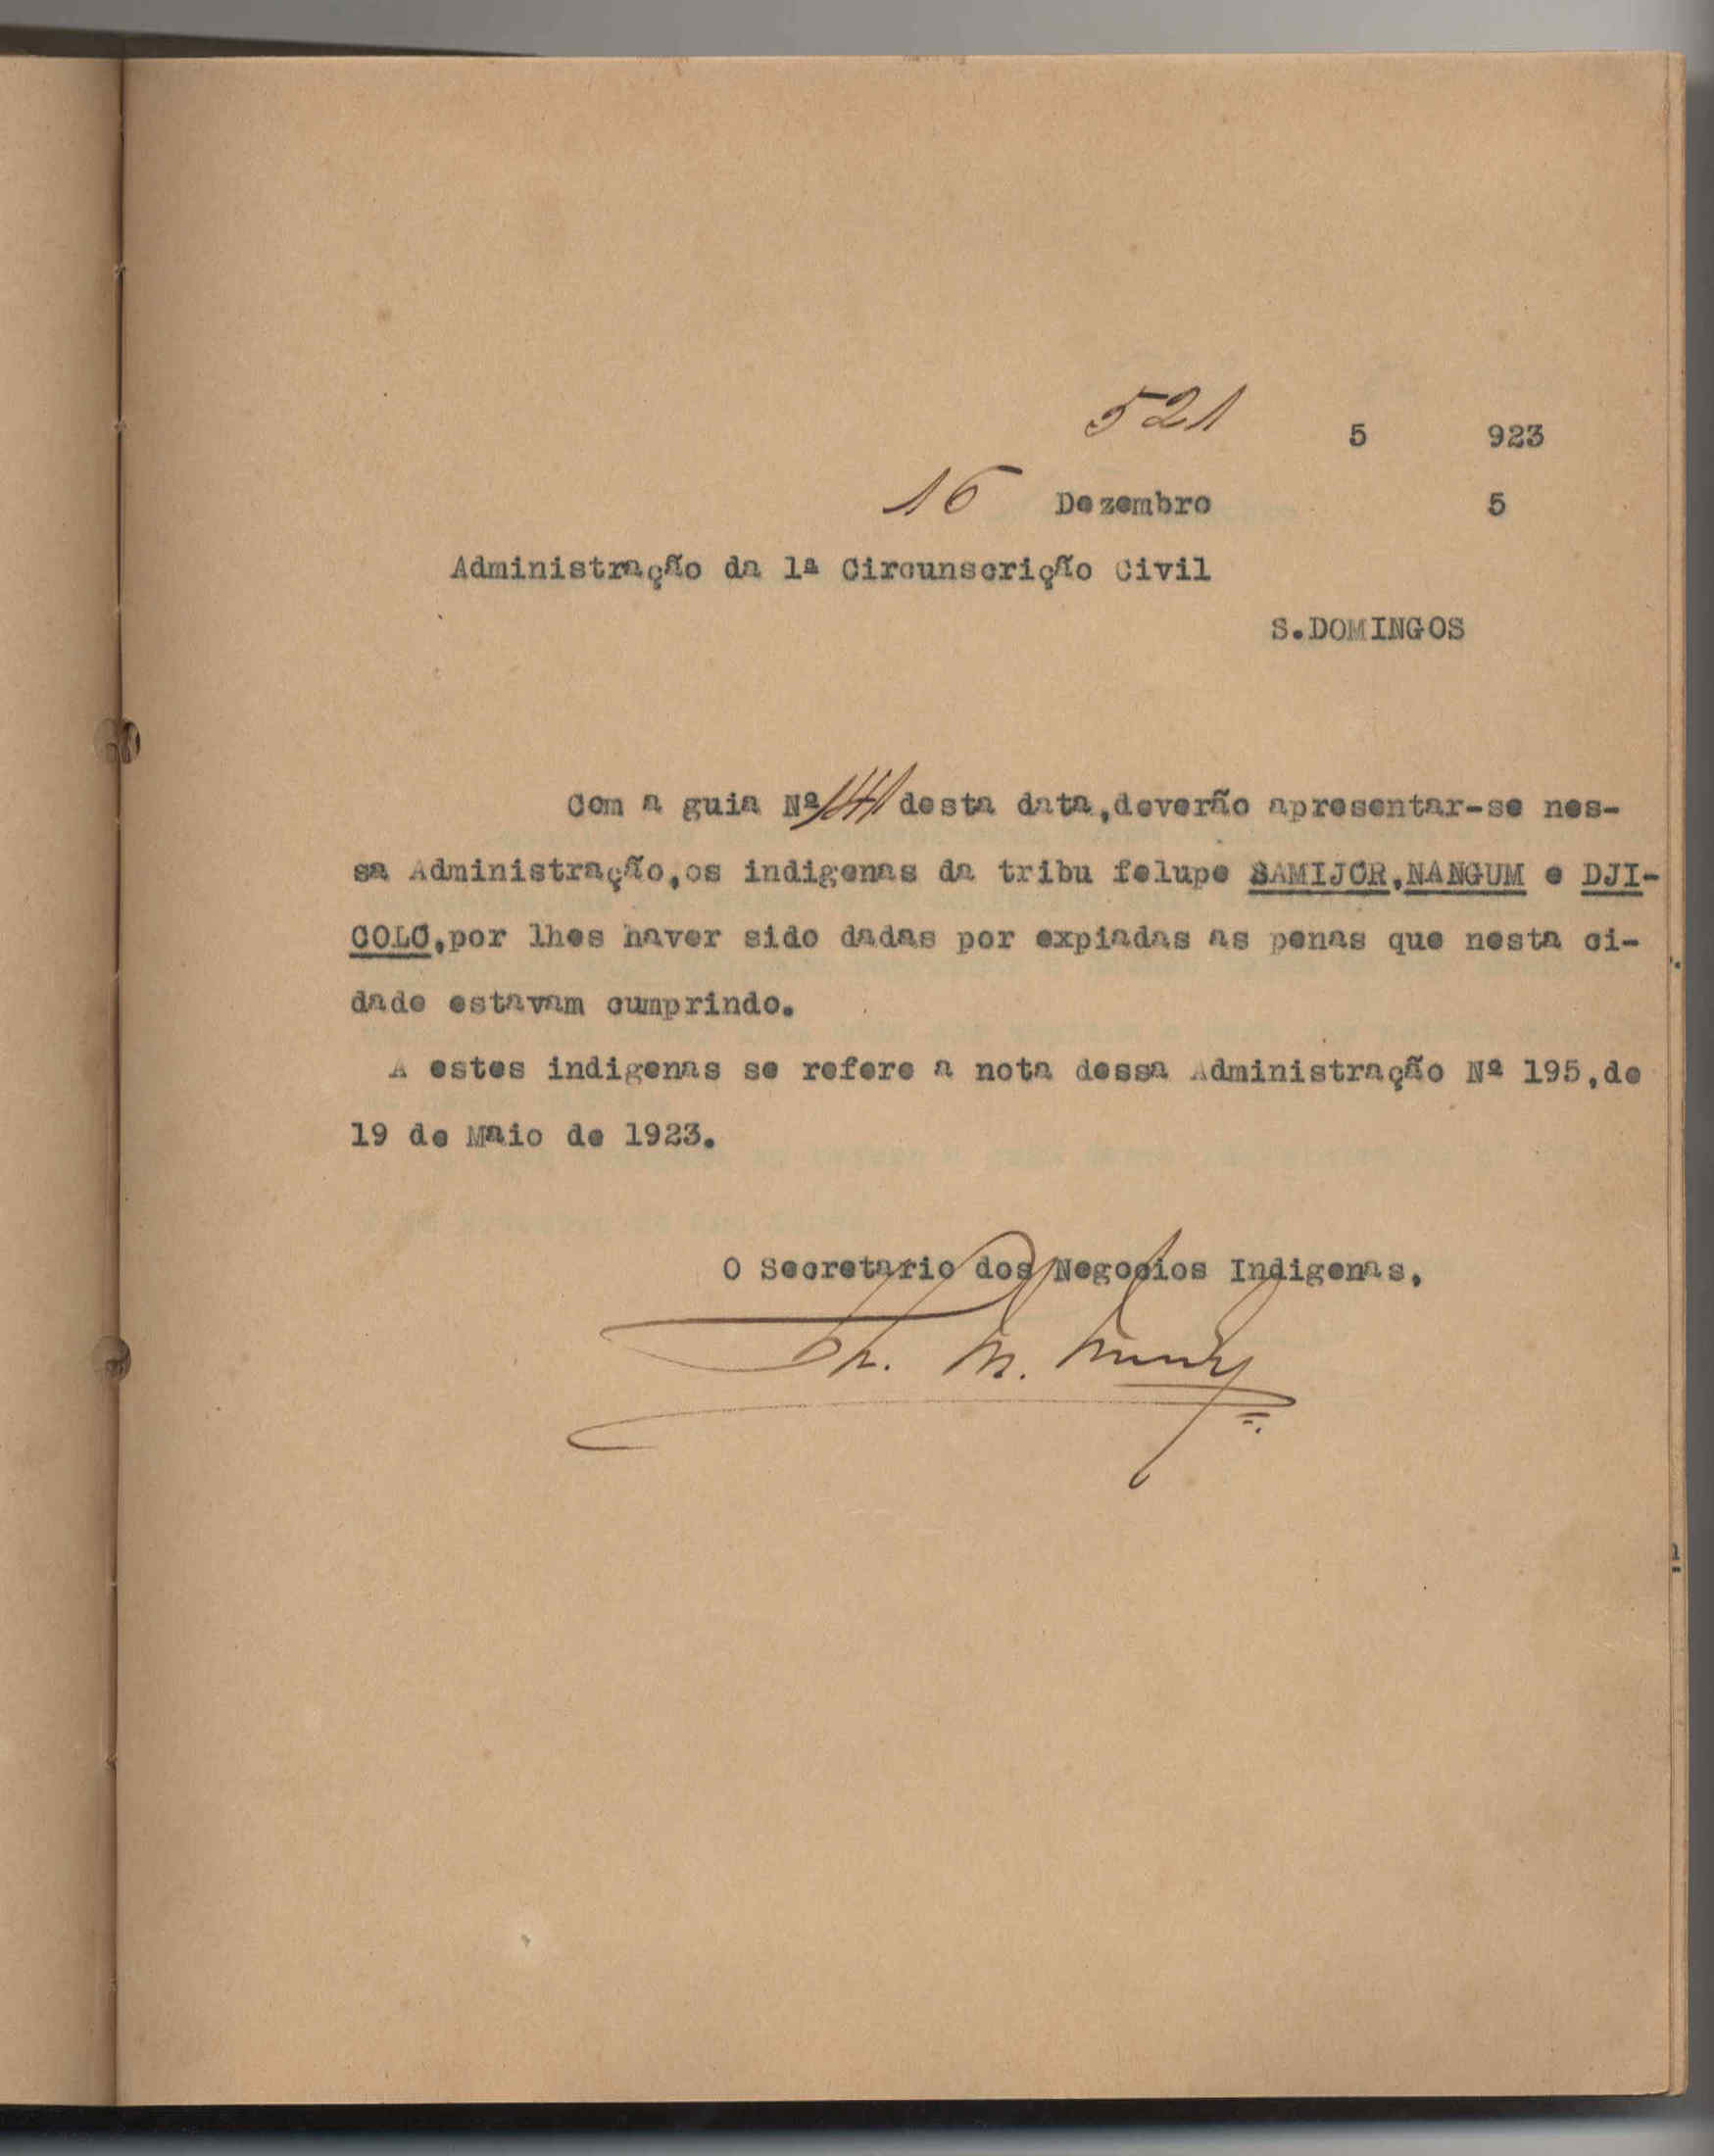 521 5 923
16 Dezembro 5
Administração da 1ª Circunscrição Civil
S.DOMINGOS
Com a guia Nº 141 desta data,deverão apresentar-se nes-
sa Administração,os indigenas da tribu felupe SAMIJOR,NANGUM e DJI-
COLO,por lhes haver sido dadas por expiadas as penas que nesta ci-
dade estavam cumprindo.
A estes indigenas se refere a nota dessa Administração Nº 195,de
19 de Maio de 1923.
O Secretario dos Negocios Indigenas,